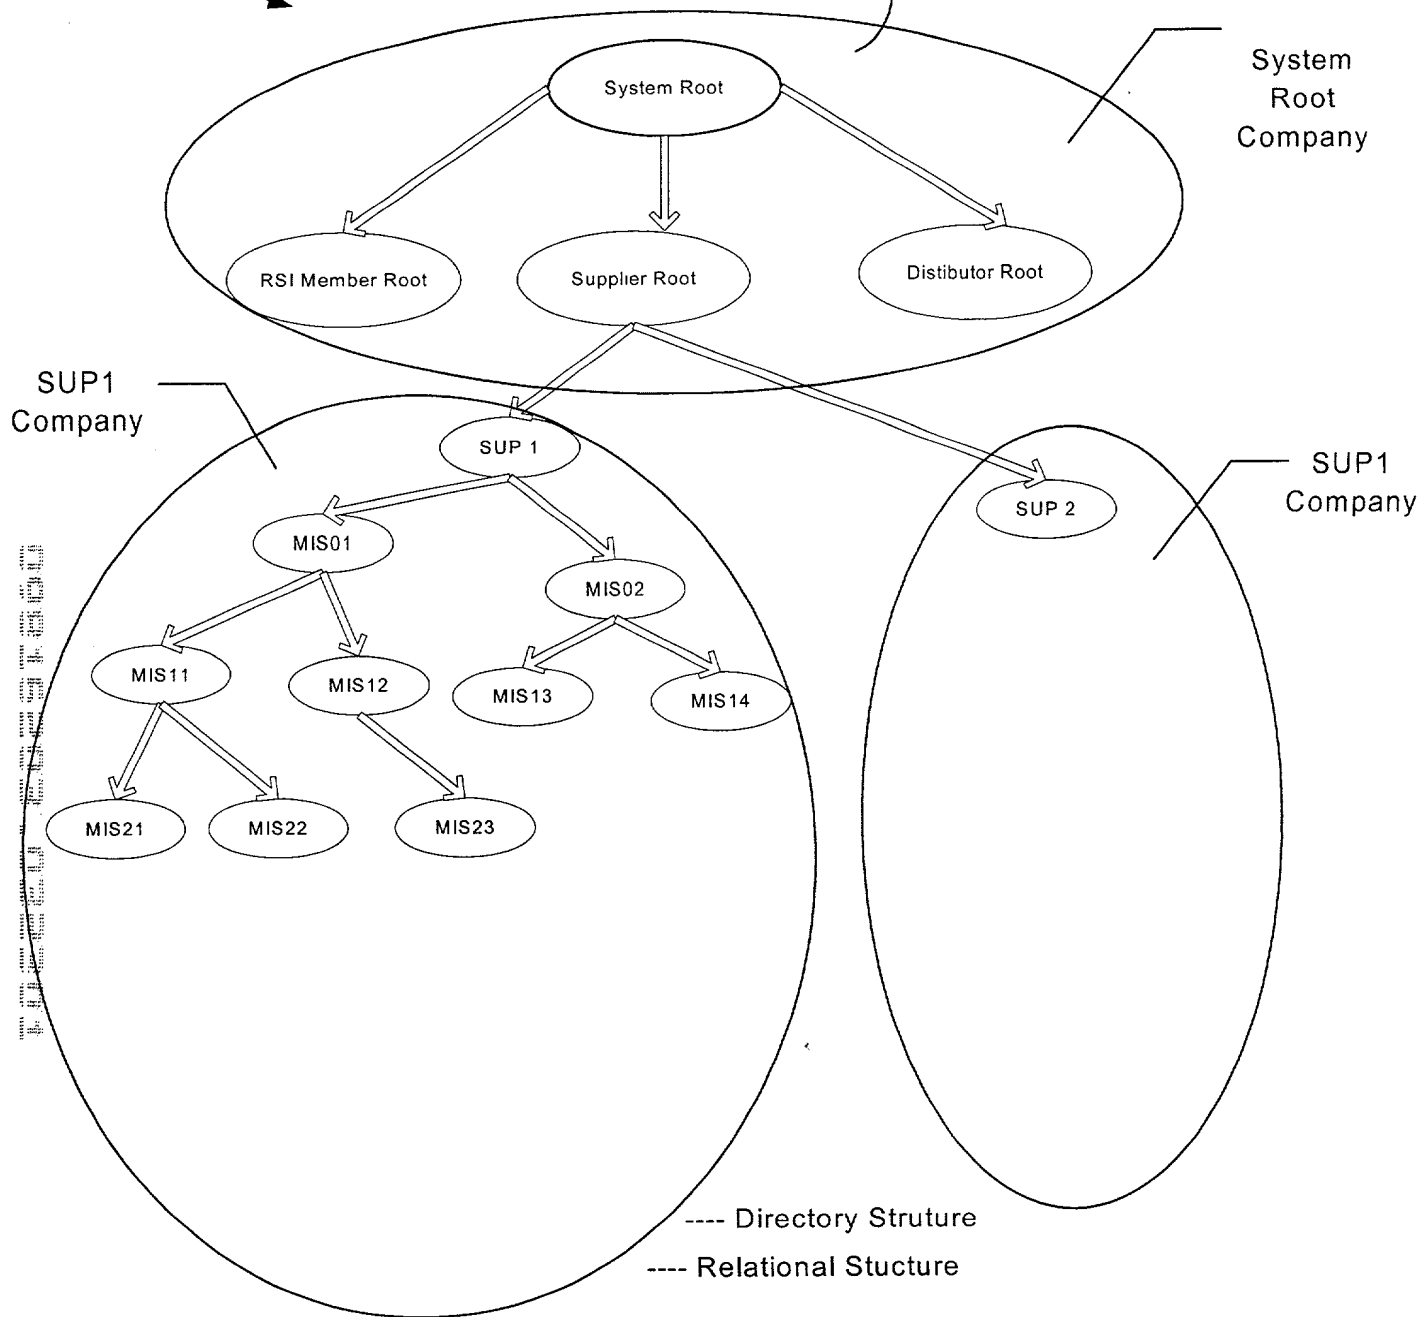 System Root
System
Root
Company
RSI Member Root
Supplier Root
Distibutor Root
SUP1
Company
SUP 1
SUP1
Company
SUP 2
MIS01
MIS02
MIS11
MIS12
MIS13
MIS14
MIS21
MIS22
MIS23
---- Directory Struture
---- Relational Stucture